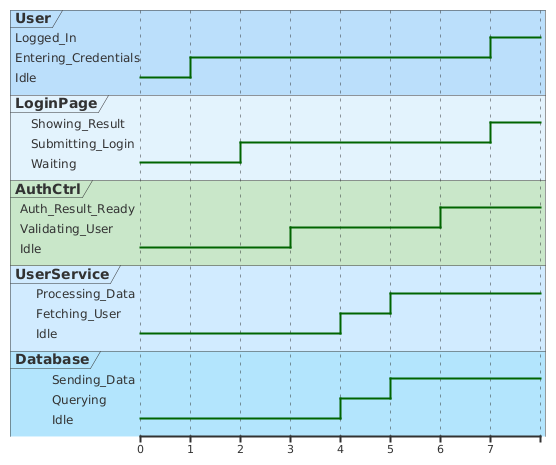 User
Logged_In
Entering_Credentials
Idle
LoginPage
Showing_Result
Submitting_Login
Waiting
AuthCtrl
Auth_Result_Ready
Validating_User
Idle
UserService
Processing_Data
Fetching_User
Idle
Database
Sending_Data
Querying
Idle
0 1 2 3 4 5 6 7